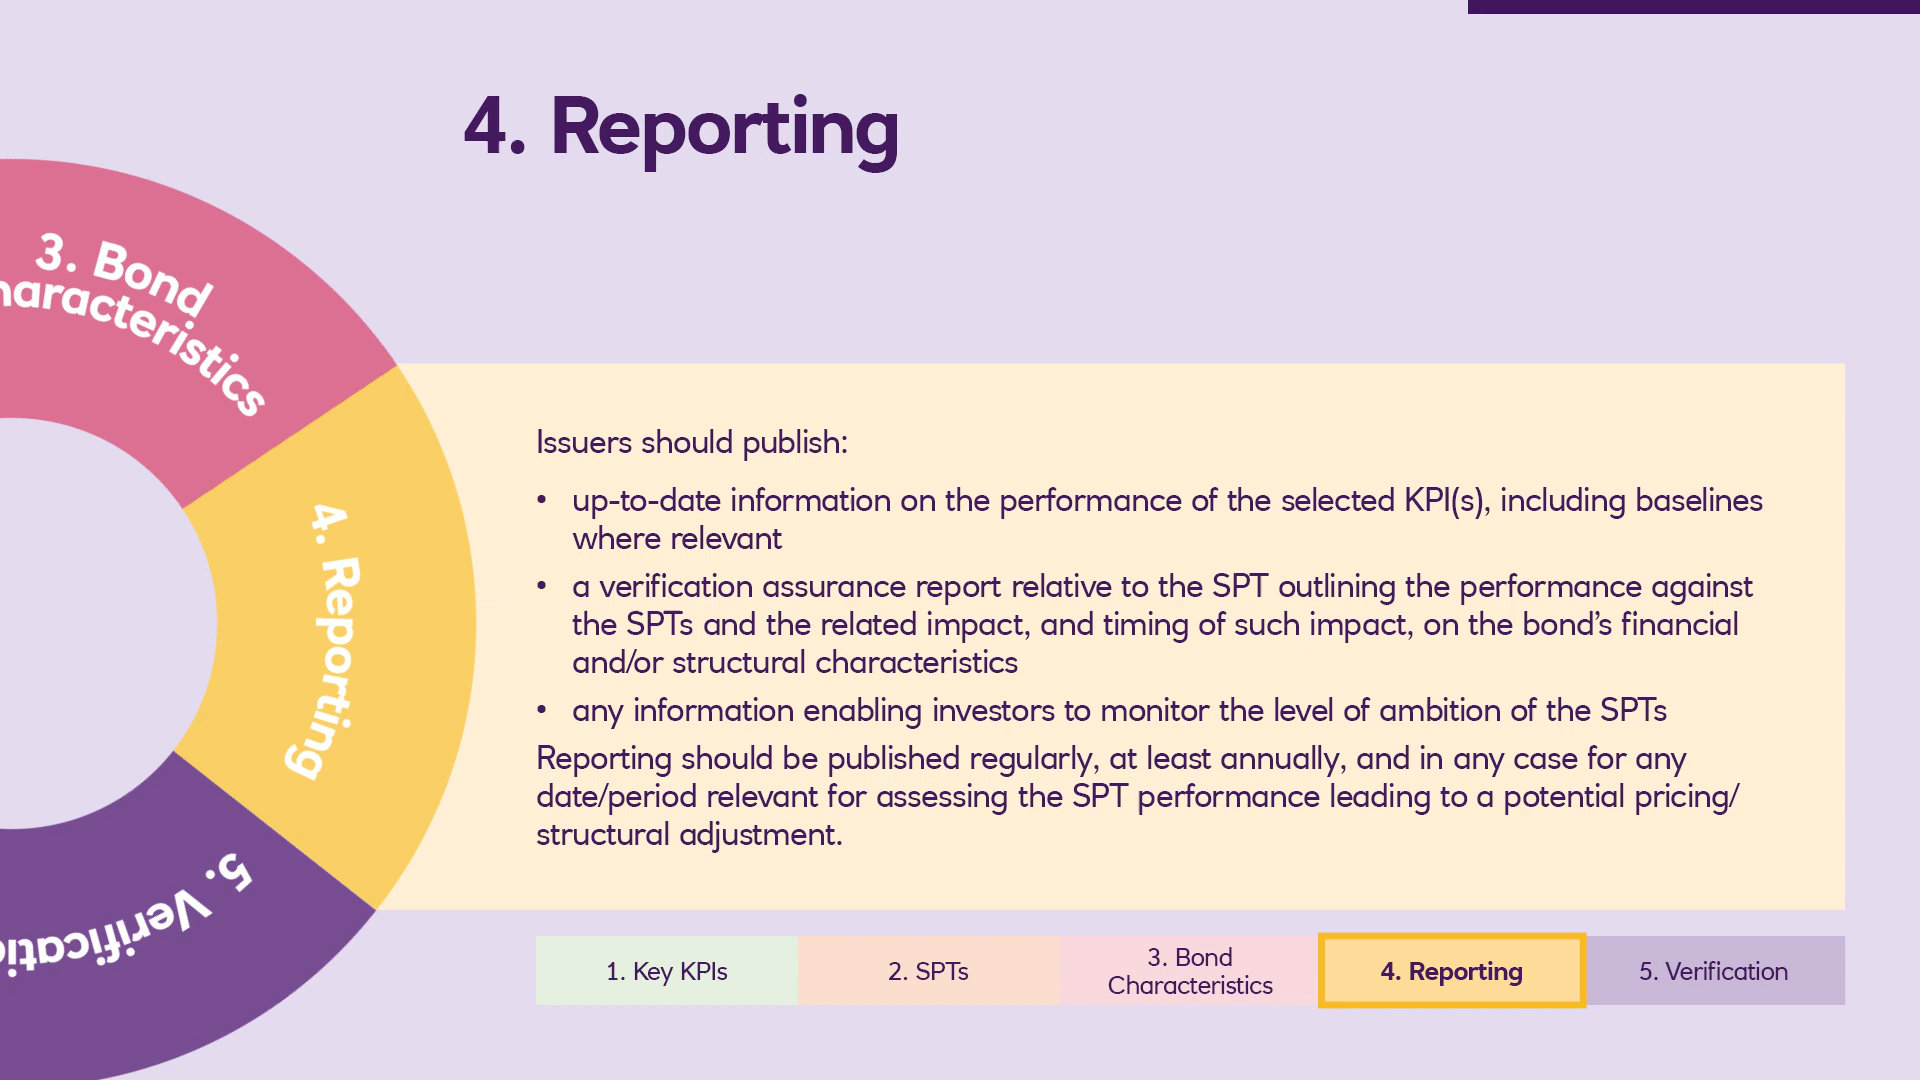 4. Reporting
3. Bond
haracteristics
4. Reporting
5. Verificati
Issuers should publish:
• up-to-date information on the performance of the selected KPI(s), including baselines
where relevant
• a verification assurance report relative to the SPT outlining the performance against
the SPTs and the related impact, and timing of such impact, on the bond’s financial
and/or structural characteristics
• any information enabling investors to monitor the level of ambition of the SPTs
Reporting should be published regularly, at least annually, and in any case for any
date/period relevant for assessing the SPT performance leading to a potential pricing/
structural adjustment.
1. Key KPIs
2. SPTs
3. Bond
Characteristics
4. Reporting
5. Verification